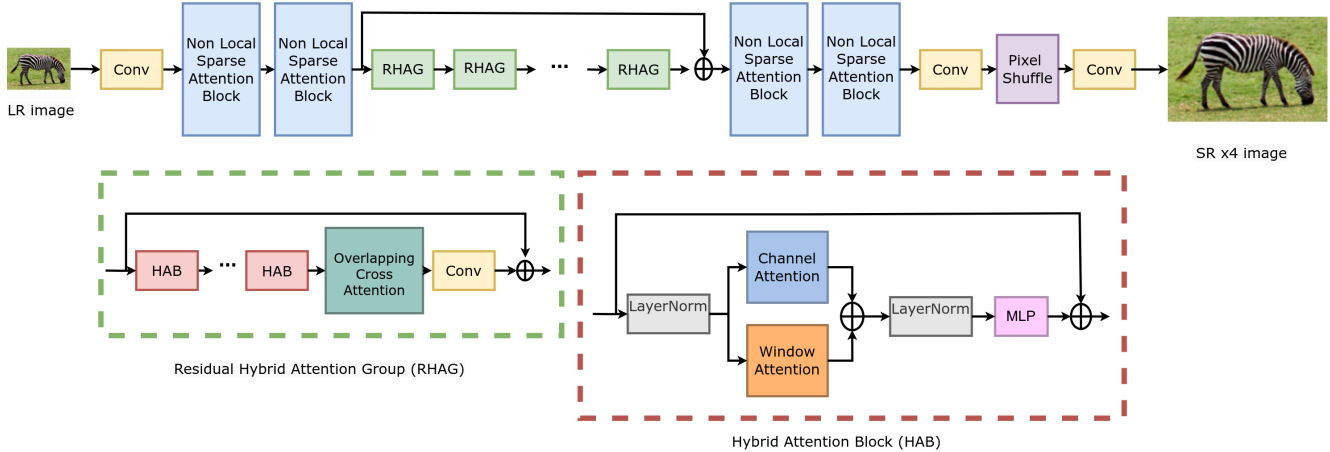 LR image
Conv
Non Local
Sparse
Attention
Block
Non Local
Sparse
Attention
Block
RHAG
RHAG
...
RHAG
Non Local
Sparse
Attention
Block
Non Local
Sparse
Attention
Block
Conv
Pixel
Shuffle
Conv
SR x4 image
HAB
...
HAB
Overlapping
Cross
Attention
Conv
Residual Hybrid Attention Group (RHAG)
LayerNorm
Channel
Attention
Window
Attention
LayerNorm
MLP
Hybrid Attention Block (HAB)